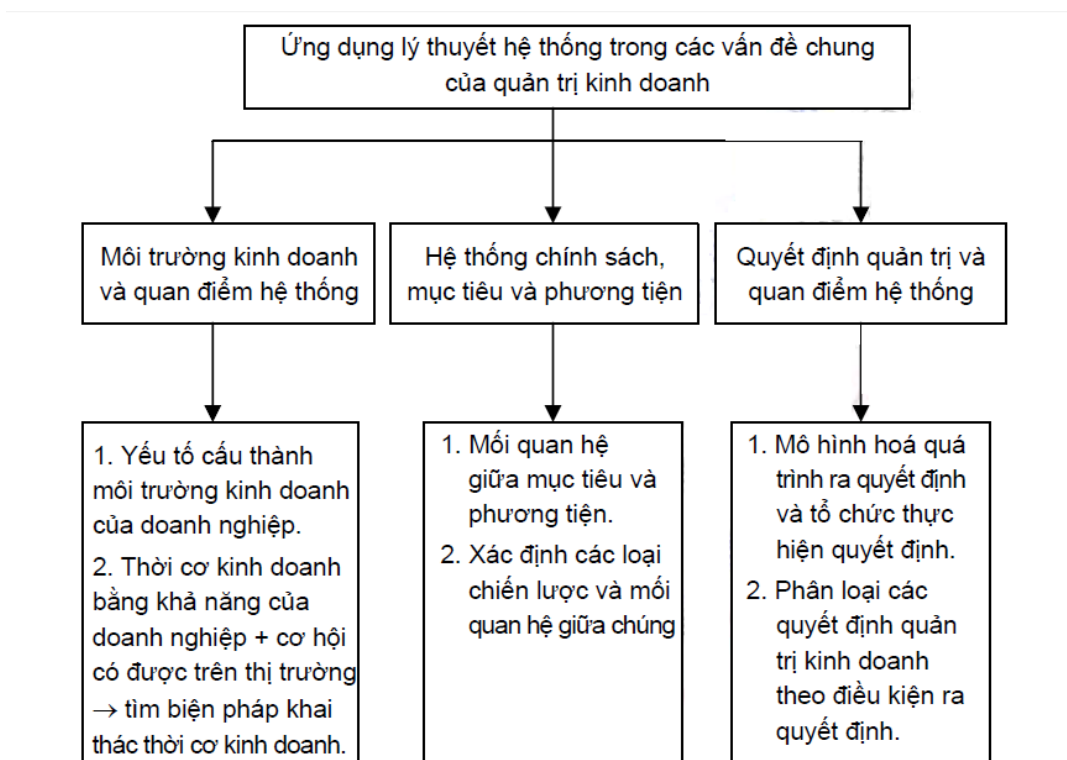 Ứng dụng lý thuyết hệ thống trong các vấn đề chung
của quản trị kinh doanh
Môi trường kinh doanh
và quan điểm hệ thống
Hệ thống chính sách,
mục tiêu và phương tiện
Quyết định quản trị và
quan điểm hệ thống
1. Yếu tố cấu thành
môi trường kinh doanh
của doanh nghiệp.
2. Thời cơ kinh doanh
bằng khả năng của
doanh nghiệp + cơ hội
có được trên thị trường
→ tìm biện pháp khai
thác thời cơ kinh doanh.
1. Mối quan hệ
giữa mục tiêu và
phương tiện.
2. Xác định các loại
chiến lược và mối
quan hệ giữa chúng
1. Mô hình hoá quá
trình ra quyết định
và tổ chức thực
hiện quyết định.
2. Phân loại các
quyết định quản
trị kinh doanh
theo điều kiện ra
quyết định.